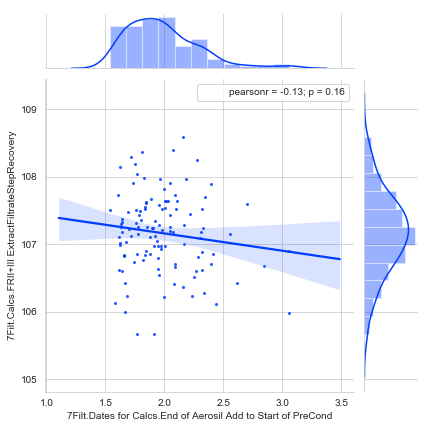 pearsonr = -0.13; p = 0.16
109
108
107
106
105
7Filt.Calcs.FRII+III ExtractFiltrateStepRecovery
1.0 1.5 2.0 2.5 3.0 3.5
7Filt.Dates for Calcs.End of Aerosil Add to Start of PreCond